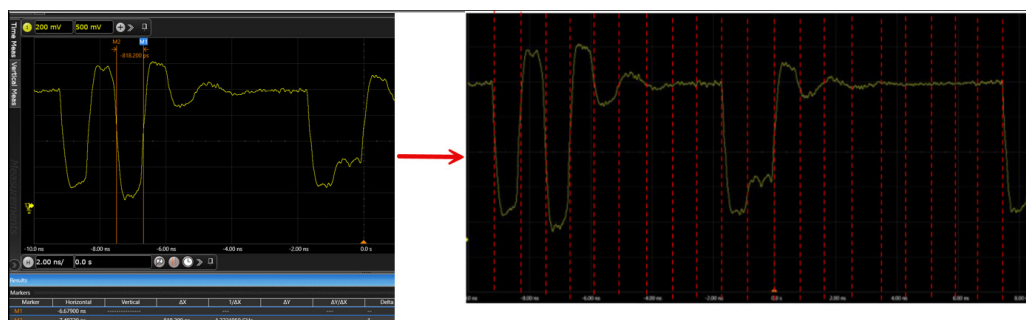 200 mV 500 mV
Time Meas
Vertical Meas
M2 M1
-818.200 ps
-10.0 ns -8.00 ns -6.00 ns -4.00 ns -2.00 ns 0.0 s
H 2.00 ns/ 0.0 s
Results
Markers
Marker Horizontal Vertical ΔX 1/ΔX ΔY ΔY/ΔX Delta
M1 -6.67900 ns
-8.00 ns -6.00 ns -4.00 ns -2.00 ns 0.0 s 2.00 ns 4.00 ns 6.00 ns